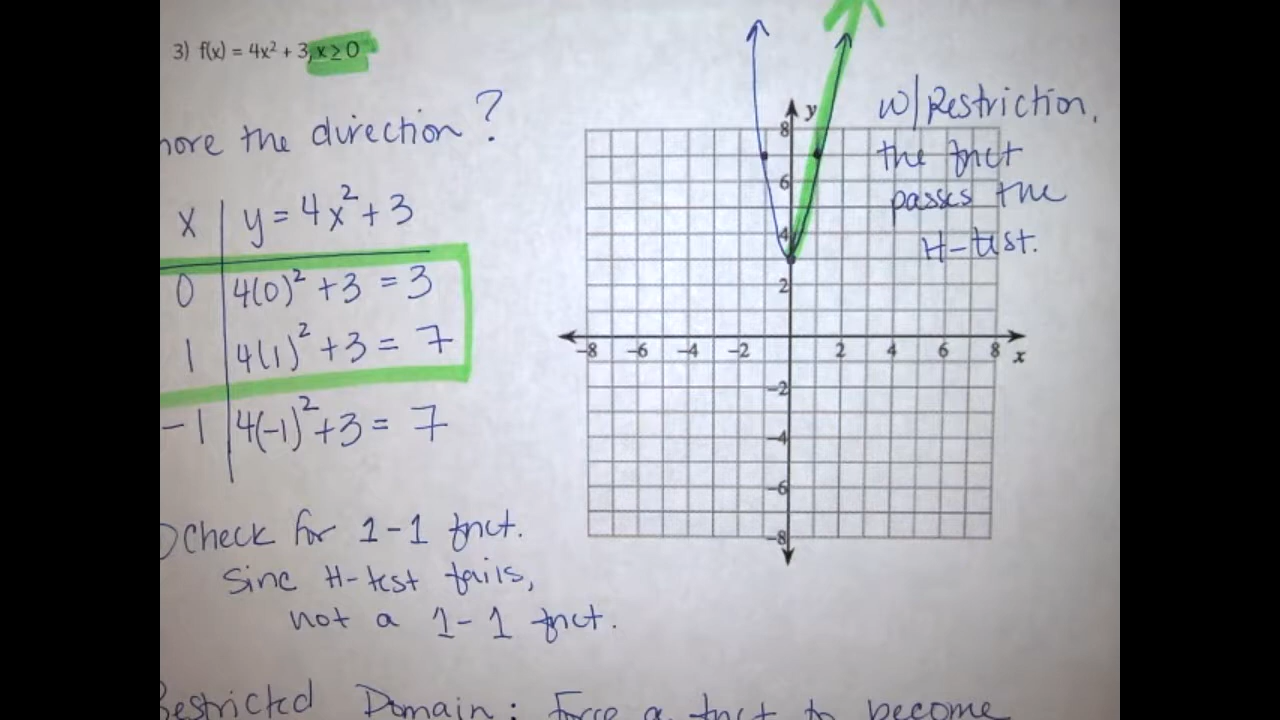 3) f(x) = 4x² + 3, x ≥ 0
nore the direction?
x y = 4x² + 3
0 4(0)² + 3 = 3
1 4(1)² + 3 = 7
-1 4(-1)² + 3 = 7
y
8
6
4
2
-8 -6 -4 -2 2 4 6 8 x
-2
-4
-6
-8
w/ Restriction,
the fnct
passes the
H-test.
) Check for 1-1 fnct.
Sinc H-test fails,
not a 1-1 fnct.
Restricted Domain: Force a fnct to become